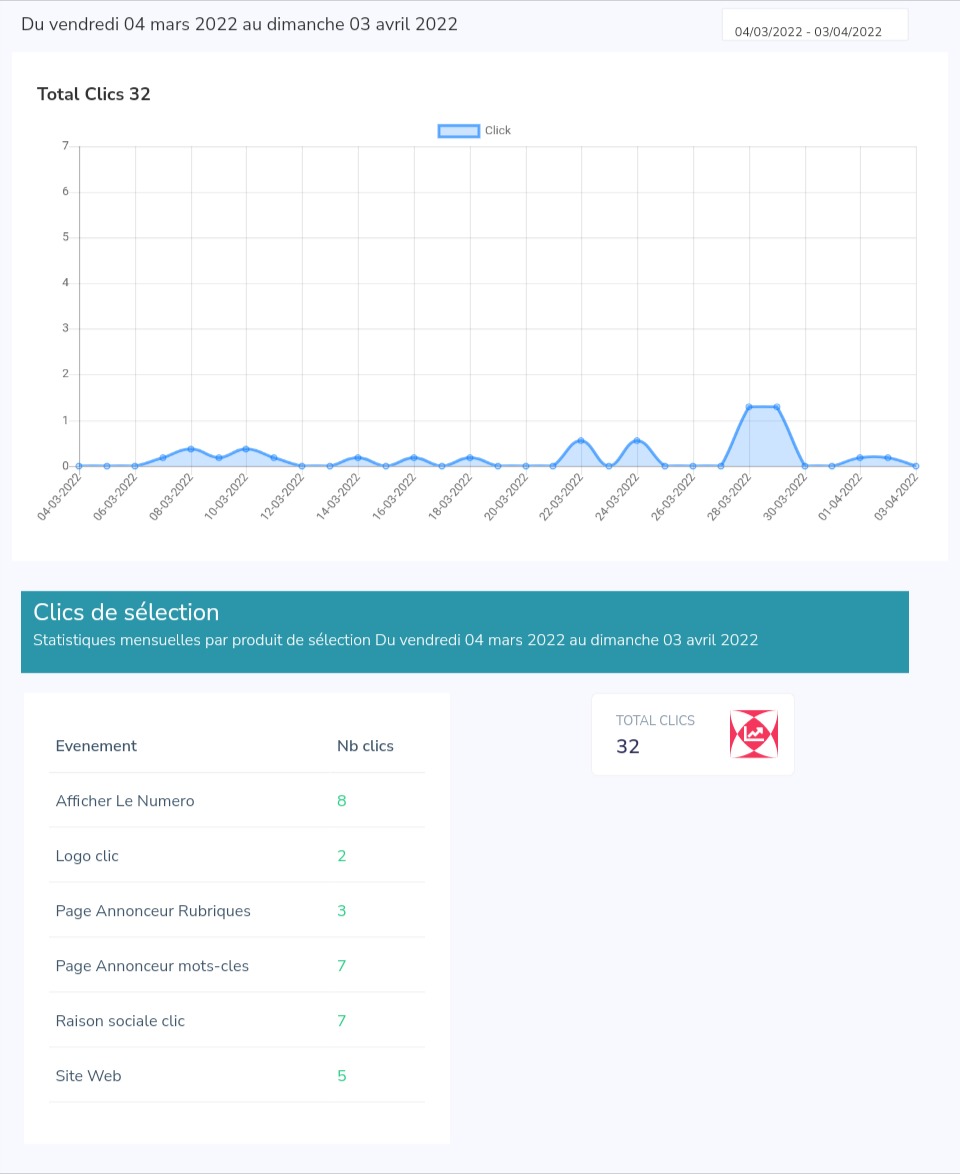 Du vendredi 04 mars 2022 au dimanche 03 avril 2022
04/03/2022 - 03/04/2022
Total Clics 32
Click
7
6
5
4
3
2
1
0
04-03-2022
06-03-2022
08-03-2022
10-03-2022
12-03-2022
14-03-2022
16-03-2022
18-03-2022
20-03-2022
22-03-2022
24-03-2022
26-03-2022
28-03-2022
30-03-2022
01-04-2022
03-04-2022
Clics de sélection
Statistiques mensuelles par produit de sélection Du vendredi 04 mars 2022 au dimanche 03 avril 2022
Evenement Nb clics
Afficher Le Numero 8
Logo clic 2
Page Annonceur Rubriques 3
Page Annonceur mots-cles 7
Raison sociale clic 7
Site Web 5
TOTAL CLICS
32